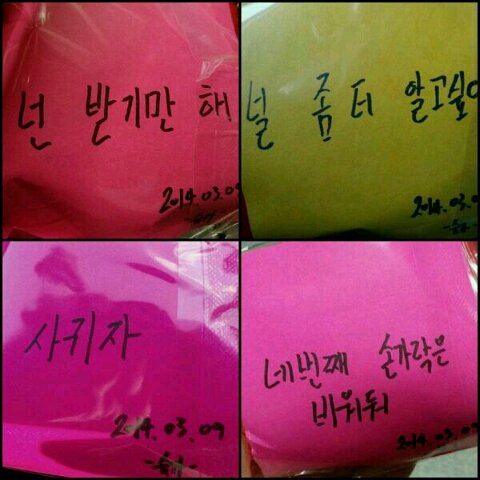 넌 받기만 해
2014.03.09
널 좀 더 알고싶어
2014.03.0
사귀자
2014.03.09
네번째 손가락은
비워둬
2014.03.0